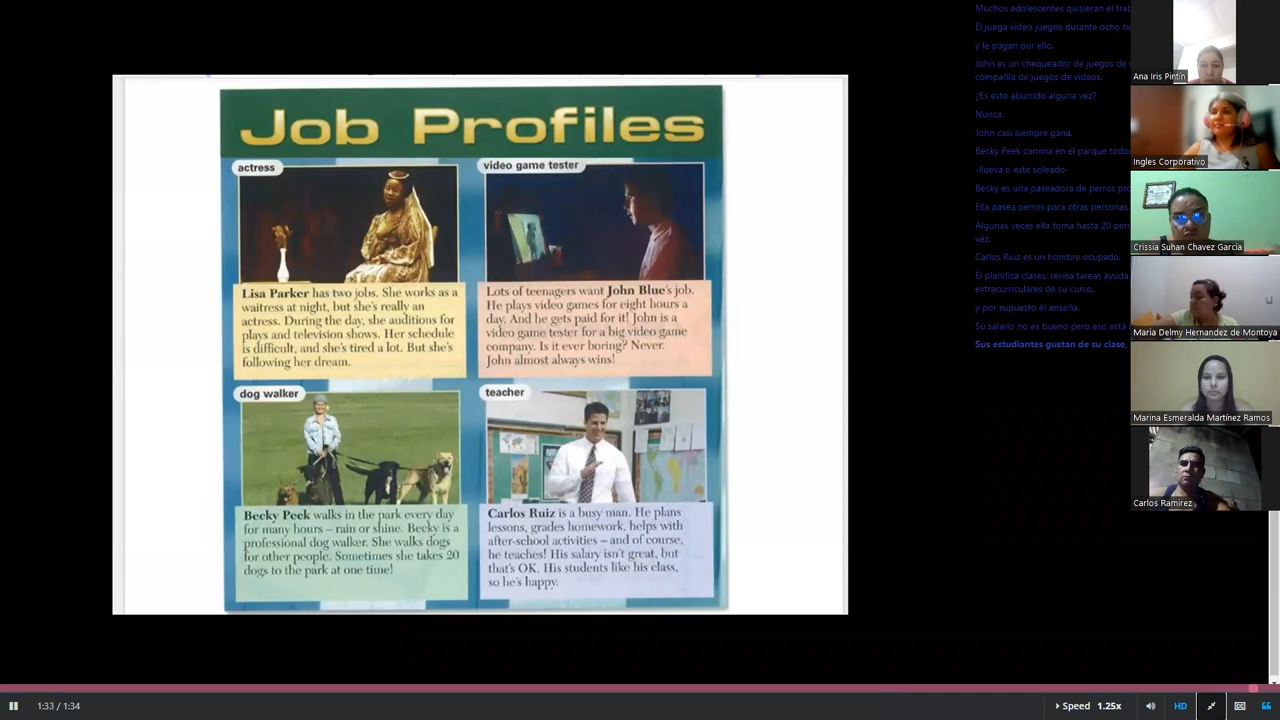 Job Profiles
actress
Lisa Parker has two jobs. She works as a
waitress at night, but she's really an
actress. During the day, she auditions for
plays and television shows. Her schedule
is difficult, and she's tired a lot. But she's
following her dream.
video game tester
Lots of teenagers want John Blue's job.
He plays video games for eight hours a
day. And he gets paid for it! John is a
video game tester for a big video game
company. Is it ever boring? Never.
John almost always wins!
dog walker
Becky Peek walks in the park every day
for many hours – rain or shine. Becky is a
professional dog walker. She walks dogs
for other people. Sometimes she takes 20
dogs to the park at one time!
teacher
Carlos Ruiz is a busy man. He plans
lessons, grades homework, helps with
after-school activities – and of course,
he teaches! His salary isn't great, but
that's OK. His students like his class,
so he's happy.
Muchos adolescentes quisieran el
Él juega video juegos durante ocho
y le pagan por ello.
John es un chequeador de juegos de
compañía de juegos de videos.
¿Es esto aburrido alguna vez?
Nunca.
John casi siempre gana.
Becky Peek camina en el parque
-llueva o este soleado-
Becky es una paseadora de perros
Ella pasea perros para otras personas.
Algunas veces ella toma hasta 20
vez.
Carlos Ruiz es un hombre ocupado.
Él planifica clases, revisa tareas ayuda
extracurriculares de su curso,
y por supuesto él enseña.
Su salario no es bueno pero eso está
Sus estudiantes gustan de su clase,
Ana Iris Pintin
Ingles Corporativo
Crissia Suhan Chavez Garcia
Maria Delmy Hernandez de Montoya
Marina Esmeralda Martínez Ramos
Carlos Ramirez
1:33 / 1:34
Speed 1.25x
HD